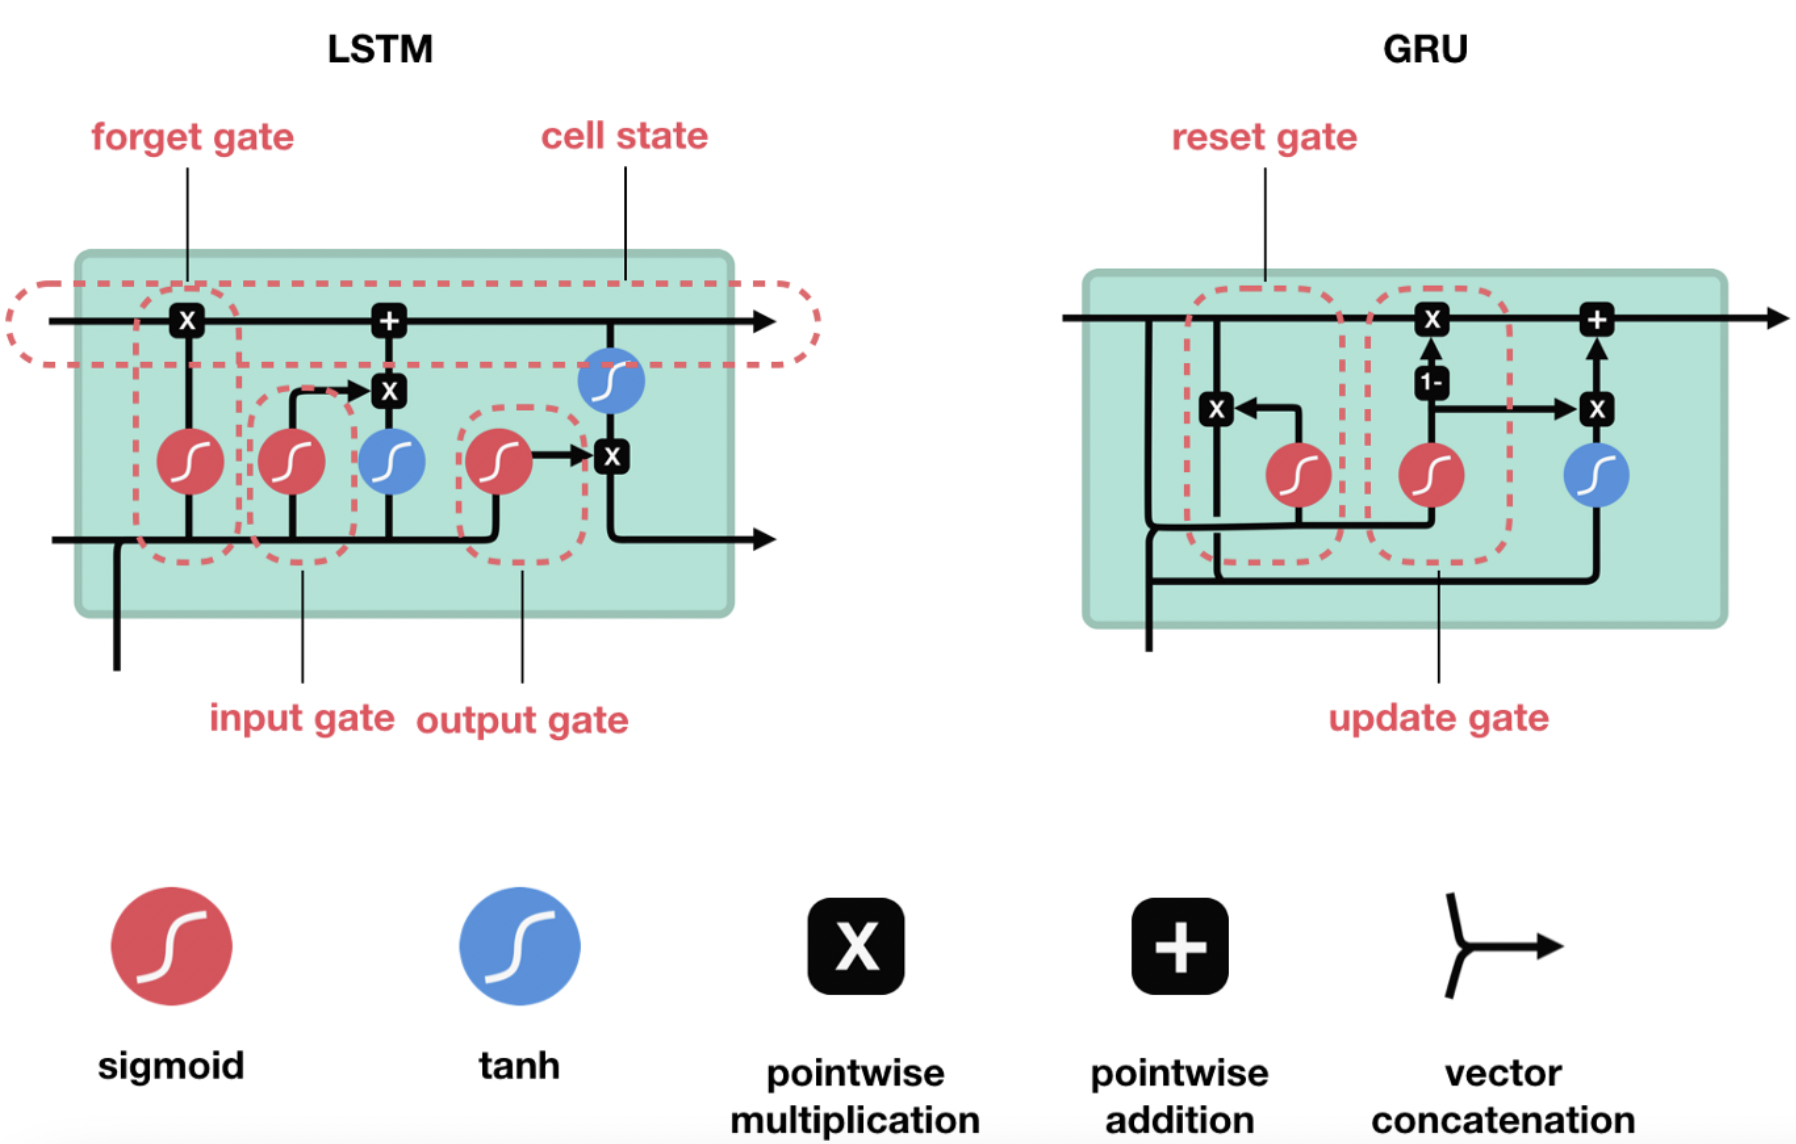 LSTM
GRU
forget gate
cell state
reset gate
X
+
X
X
X
+
1-
X
X
input gate
output gate
update gate
X
+
sigmoid
tanh
pointwise
multiplication
pointwise
addition
vector
concatenation